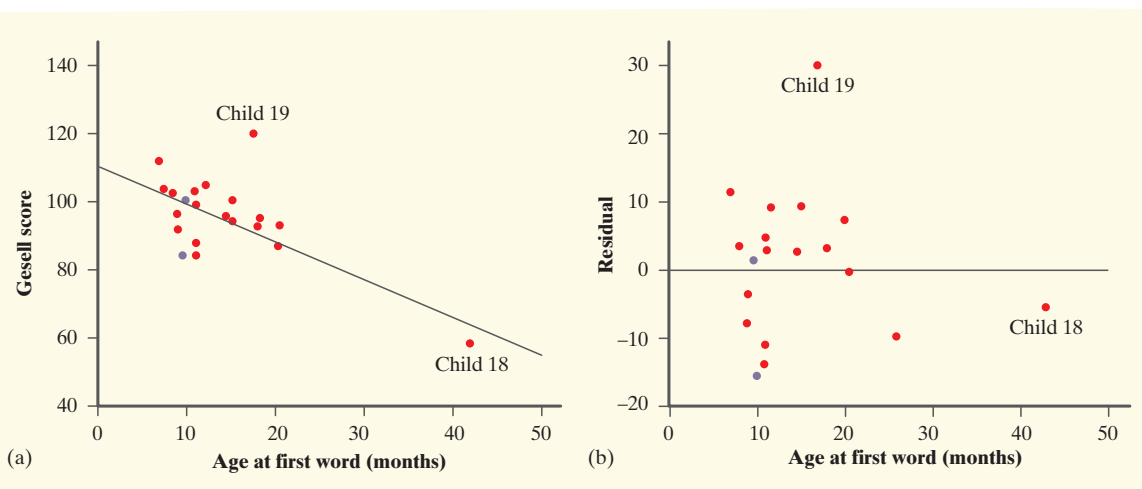 140
120
100
80
60
40
Gesell score
Child 19
Child 18
0
10
20
30
40
50
Age at first word (months)
(a)
30
20
10
0
–10
–20
Residual
Child 19
Child 18
0
10
20
30
40
50
Age at first word (months)
(b)